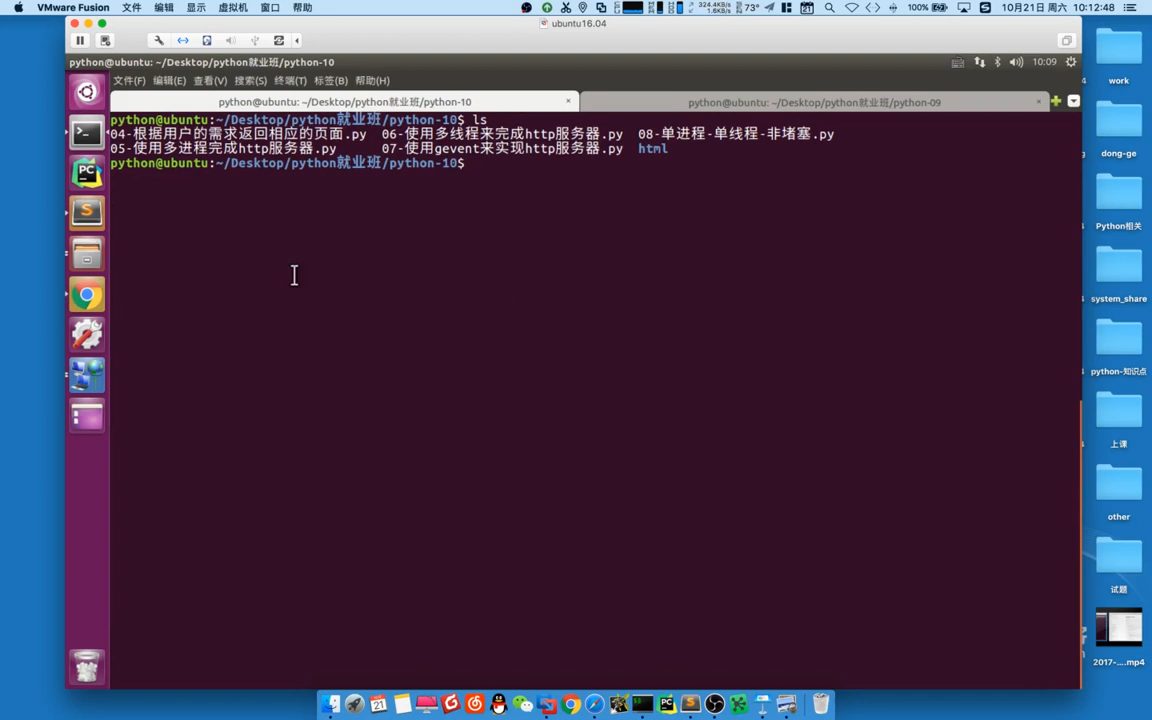 VMware Fusion 文件 编辑 显示 虚拟机 窗口 帮助 324.4KB/s 1.6KB/s 73° 21 100% 10月21日 周六 10:12:48
ubuntu16.04
python@ubuntu: ~/Desktop/python就业班/python-10 10:09
文件(F) 编辑(E) 查看(V) 搜索(S) 终端(T) 标签(B) 帮助(H)
python@ubuntu: ~/Desktop/python就业班/python-10 × python@ubuntu: ~/Desktop/python就业班/python-09 ×
python@ubuntu:~/Desktop/python就业班/python-10$ ls
04-根据用户的需求返回相应的页面.py 06-使用多线程来完成http服务器.py 08-单进程-单线程-非堵塞.py
05-使用多进程完成http服务器.py 07-使用gevent来实现http服务器.py html
python@ubuntu:~/Desktop/python就业班/python-10$
work
dong-ge
Python相关
system_share
python-知识点
上课
other
试题
2017-....mp4